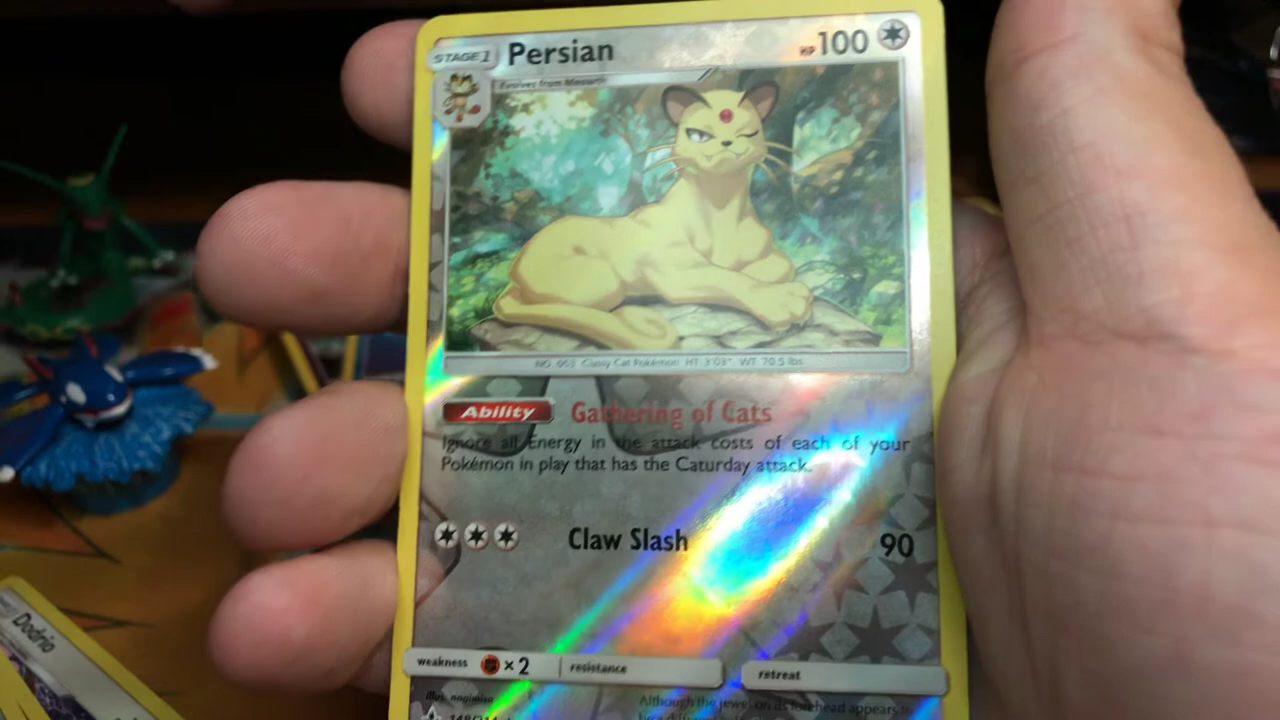 STAGE 1 Persian HP 100
Evolves from Meowth
NO. 053 Classy Cat Pokémon HT 3'03" WT 70.5 lbs.
Ability Gathering of Cats
Ignore all Energy in the attack costs of each of your
Pokémon in play that has the Caturday attack.
Claw Slash 90
weakness ×2 resistance retreat
Illus. nagimiso
Although the jewel on its forehead appears in
Dodrio